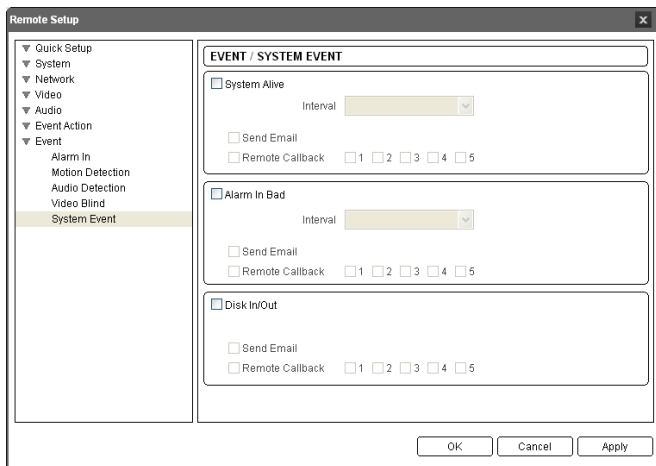 Remote Setup
Quick Setup
System
Network
Video
Audio
Event Action
Event
Alarm In
Motion Detection
Audio Detection
Video Blind
System Event
EVENT / SYSTEM EVENT
System Alive
Interval
Send Email
Remote Callback 1 2 3 4 5
Alarm In Bad
Interval
Send Email
Remote Callback 1 2 3 4 5
Disk In/Out
Send Email
Remote Callback 1 2 3 4 5
OK Cancel Apply